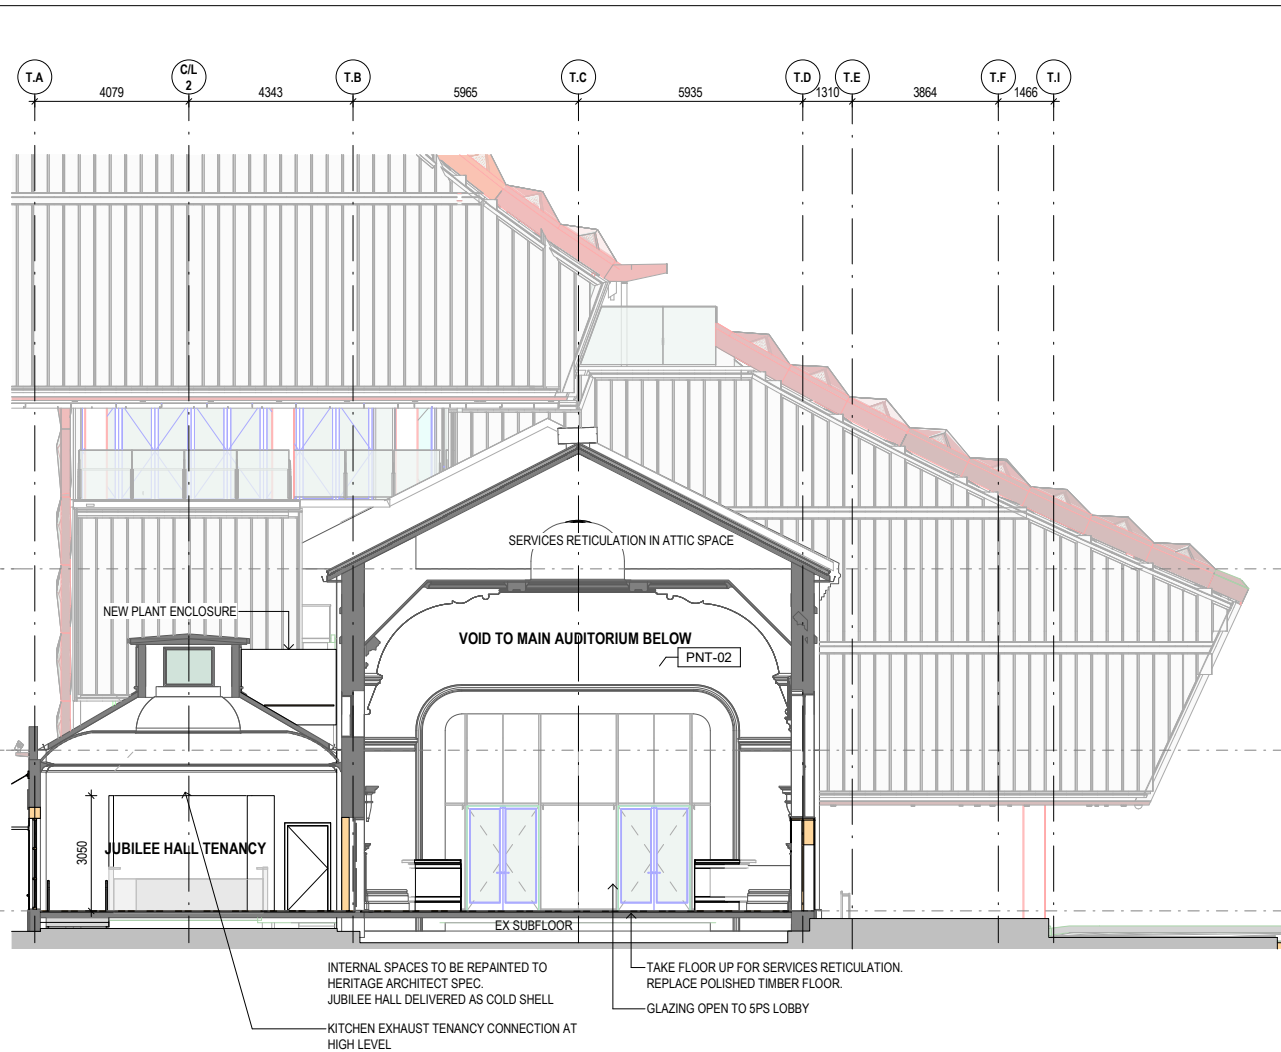 T.A
C/L
2
T.B
T.C
T.D
T.E
T.F
T.I
4079
4343
5965
5935
1310
3864
1466
SERVICES RETICULATION IN ATTIC SPACE
NEW PLANT ENCLOSURE
VOID TO MAIN AUDITORIUM BELOW
PNT-02
JUBILEE HALL TENANCY
3050
EX SUBFLOOR
INTERNAL SPACES TO BE REPAINTED TO
HERITAGE ARCHITECT SPEC.
JUBILEE HALL DELIVERED AS COLD SHELL
KITCHEN EXHAUST TENANCY CONNECTION AT
HIGH LEVEL
TAKE FLOOR UP FOR SERVICES RETICULATION.
REPLACE POLISHED TIMBER FLOOR.
GLAZING OPEN TO 5PS LOBBY